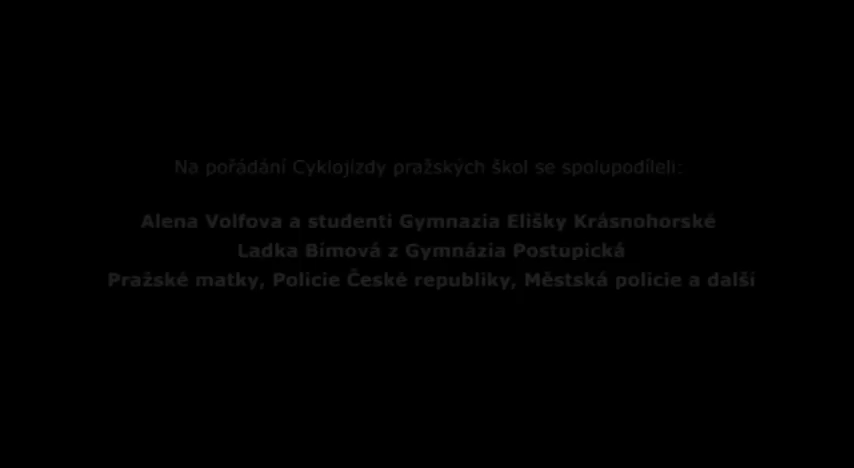 Na pořádání Cyklojízdy pražských škol se spolupodíleli:
Alena Volfova a studenti Gymnazia Elišky Krásnohorské
Ladka Bímová z Gymnázia Postupická
Pražské matky, Policie České republiky, Městská policie a další